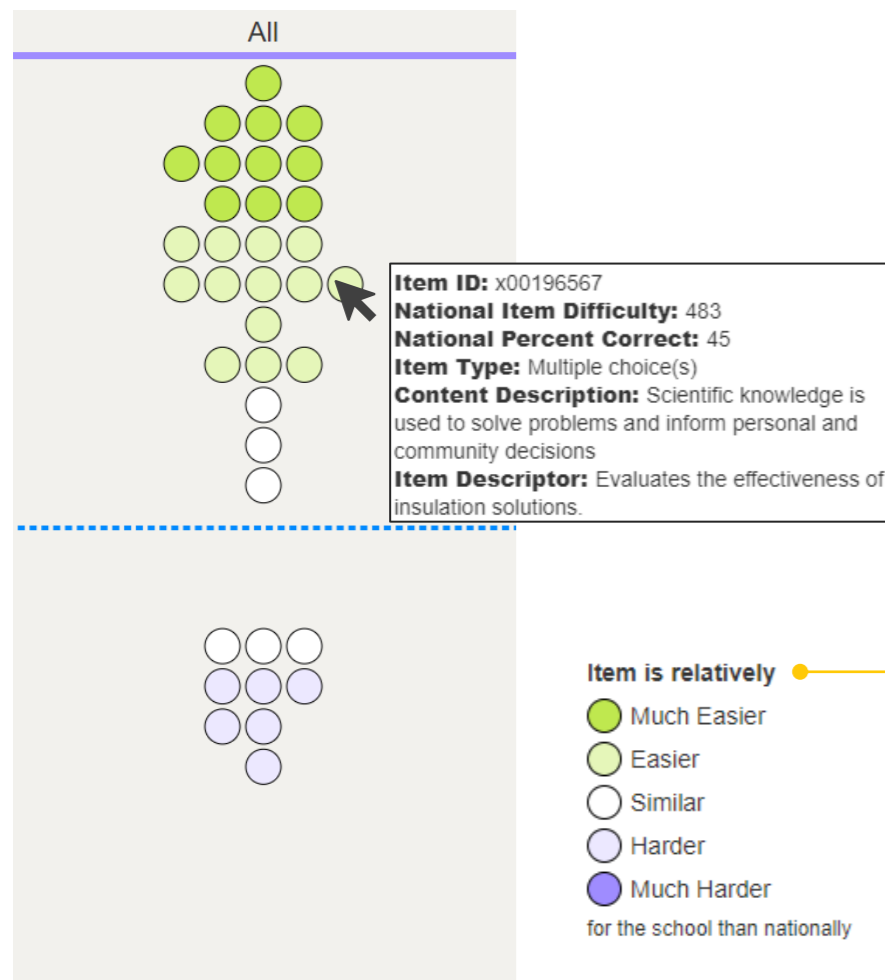 All
Item ID: x00196567
National Item Difficulty: 483
National Percent Correct: 45
Item Type: Multiple choice(s)
Content Description: Scientific knowledge is
used to solve problems and inform personal and
community decisions
Item Descriptor: Evaluates the effectiveness of
insulation solutions.
Item is relatively
Much Easier
Easier
Similar
Harder
Much Harder
for the school than nationally